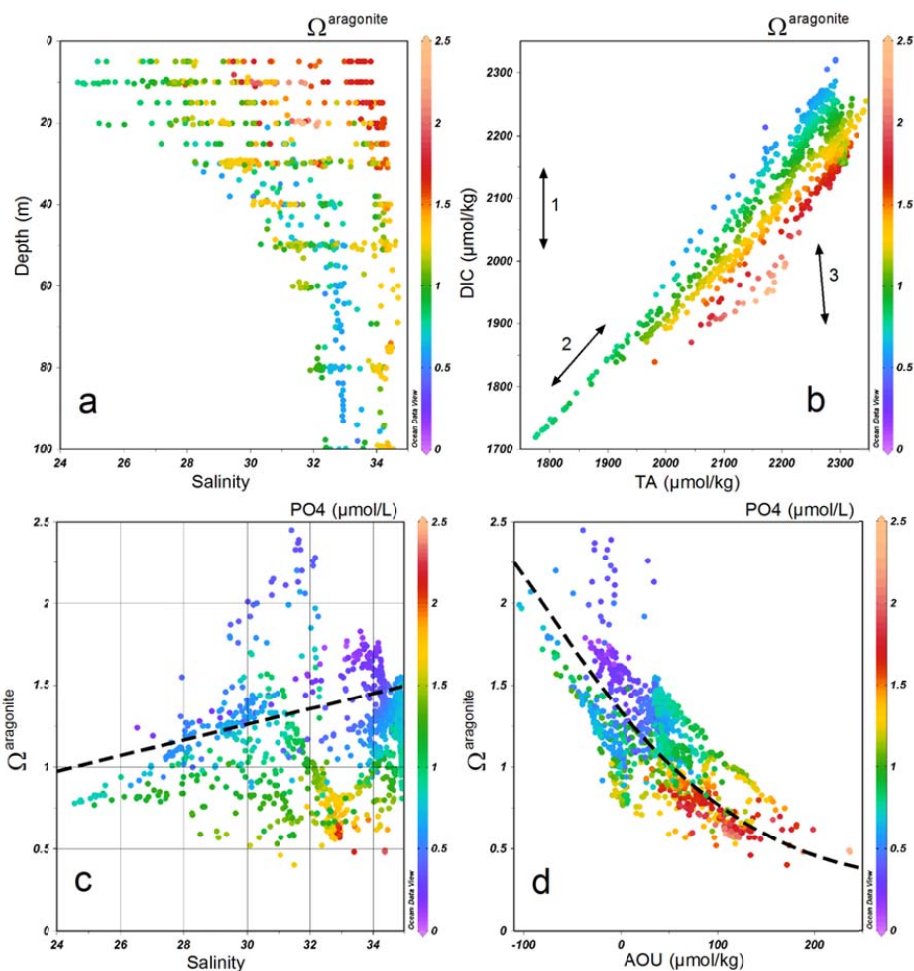 Ωaragonite
Depth (m)
0
20
40
60
80
100
24 26 28 30 32 34
Salinity
a
2.5
2
1.5
1
0.5
0
Ocean Data View
Ωaragonite
DIC (µmol/kg)
2300
2200
2100
2000
1900
1800
1700
1800 1900 2000 2100 2200 2300
TA (µmol/kg)
1
2
3
b
2.5
2
1.5
1
0.5
0
Ocean Data View
PO4 (µmol/L)
Ωaragonite
2.5
2
1.5
1
0.5
0
24 26 28 30 32 34
Salinity
c
2.5
2
1.5
1
0.5
0
Ocean Data View
PO4 (µmol/L)
Ωaragonite
2.5
2
1.5
1
0.5
0
-100 0 100 200
AOU (µmol/kg)
d
2.5
2
1.5
1
0.5
0
Ocean Data View